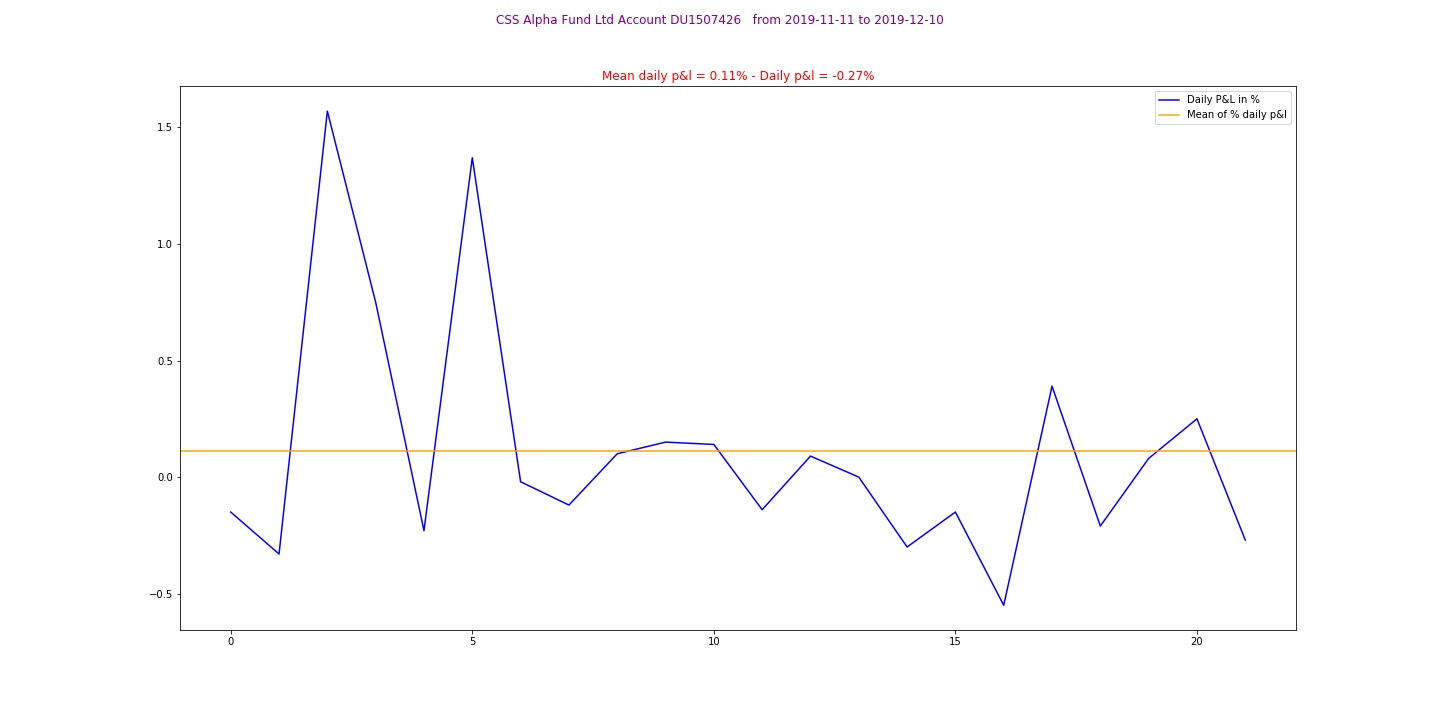 CSS Alpha Fund Ltd Account DU1507426   from 2019-11-11 to 2019-12-10
Mean daily p&l = 0.11% - Daily p&l = -0.27%
Daily P&L in %
Mean of % daily p&l
1.5
1.0
0.5
0.0
−0.5
0 5 10 15 20